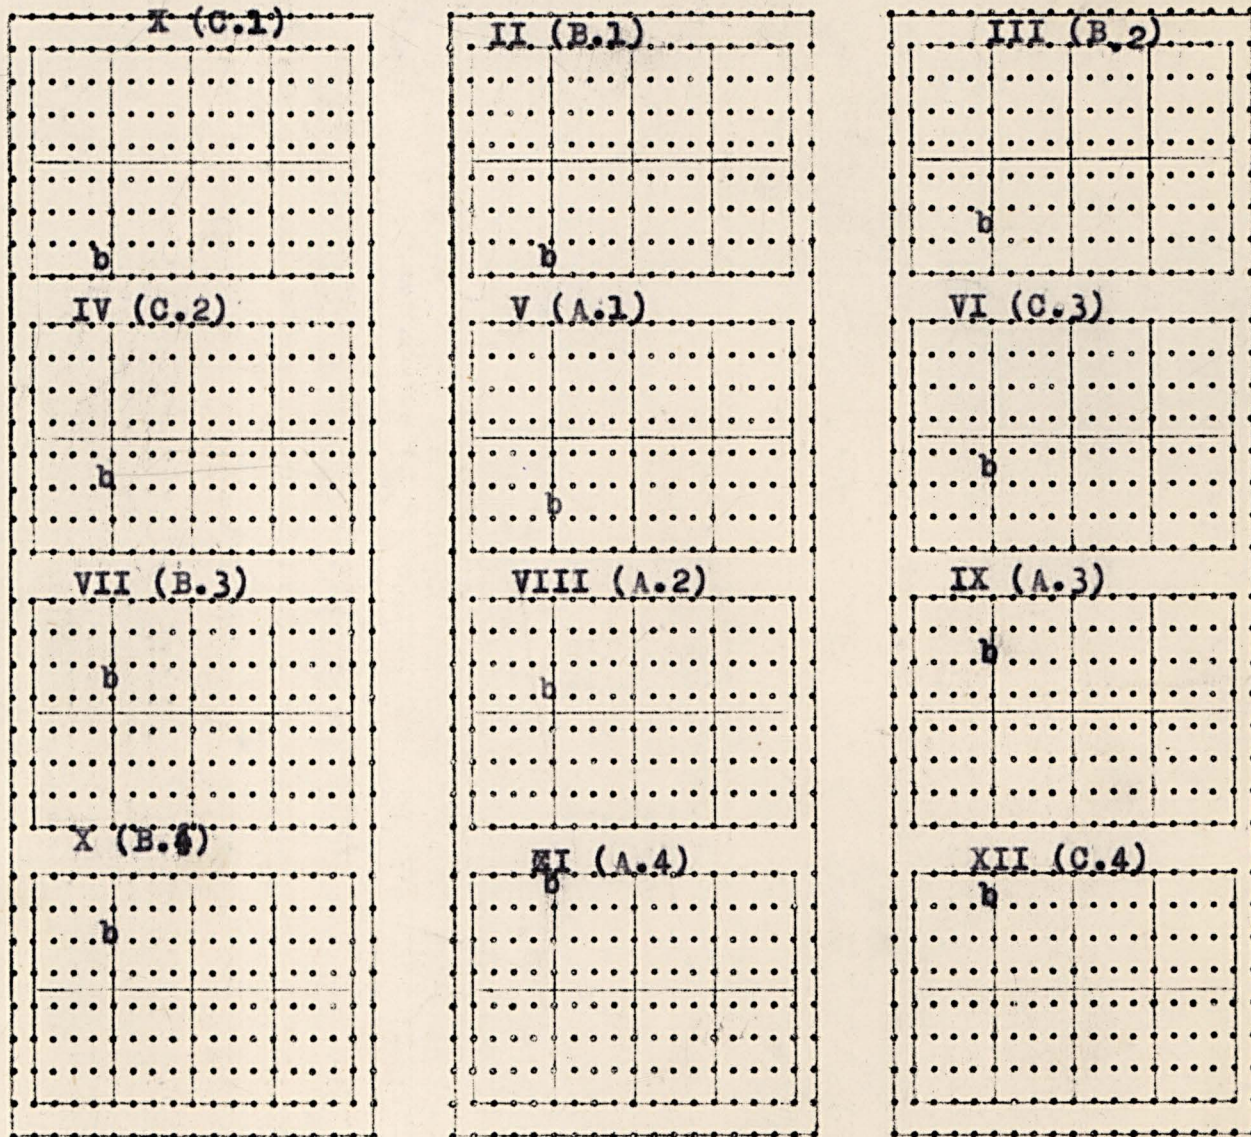 X (C.1) II (B.1) III (B.2)
b b b
IV (C.2) V (A.1) VI (C.3)
b b b
VII (B.3) VIII (A.2) IX (A.3)
b b b
X (B.4) XI (A.4) XII (C.4)
b b b